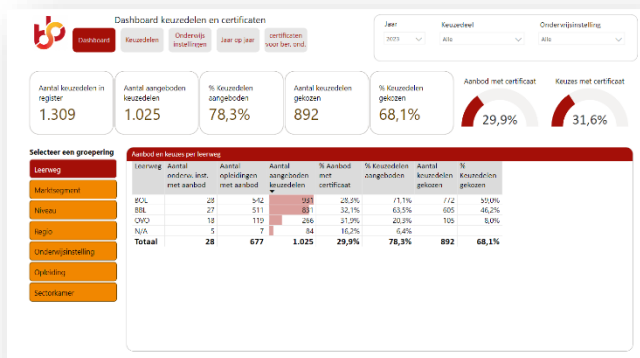 Dashboard keuzedelen en certificaten
Dashboard
Keuzedelen
Onderwijs
instellingen
Jaar op jaar
certificaten
voor ber. ond.
Jaar
2023
Keuzedeel
Alle
Onderwijsinstelling
Alle
Aantal keuzedelen in
register
1.309
Aantal aangeboden
keuzedelen
1.025
% Keuzedelen
aangeboden
78,3%
Aantal keuzedelen
gekozen
892
% Keuzedelen
gekozen
68,1%
Aanbod met certificaat
29,9%
Keuzes met certificaat
31,6%
Selecteer een groepering
Leerweg
Marktsegment
Niveau
Regio
Onderwijsinstelling
Opleiding
Sectorkamer
Aanbod en keuzes per leerweg
Leerweg Aantal onderw. inst. met aanbod Aantal opleidingen met aanbod Aantal aangeboden keuzedelen % Aanbod met certificaat % Keuzedelen aangeboden Aantal keuzedelen gekozen % Keuzedelen gekozen
BOL 28 542 931 28,3% 71,1% 772 59,0%
BBL 27 511 831 32,1% 63,5% 605 46,2%
OVO 18 119 266 31,9% 20,3% 105 8,0%
N/A 5 7 84 16,2% 6,4%
Totaal 28 677 1.025 29,9% 78,3% 892 68,1%